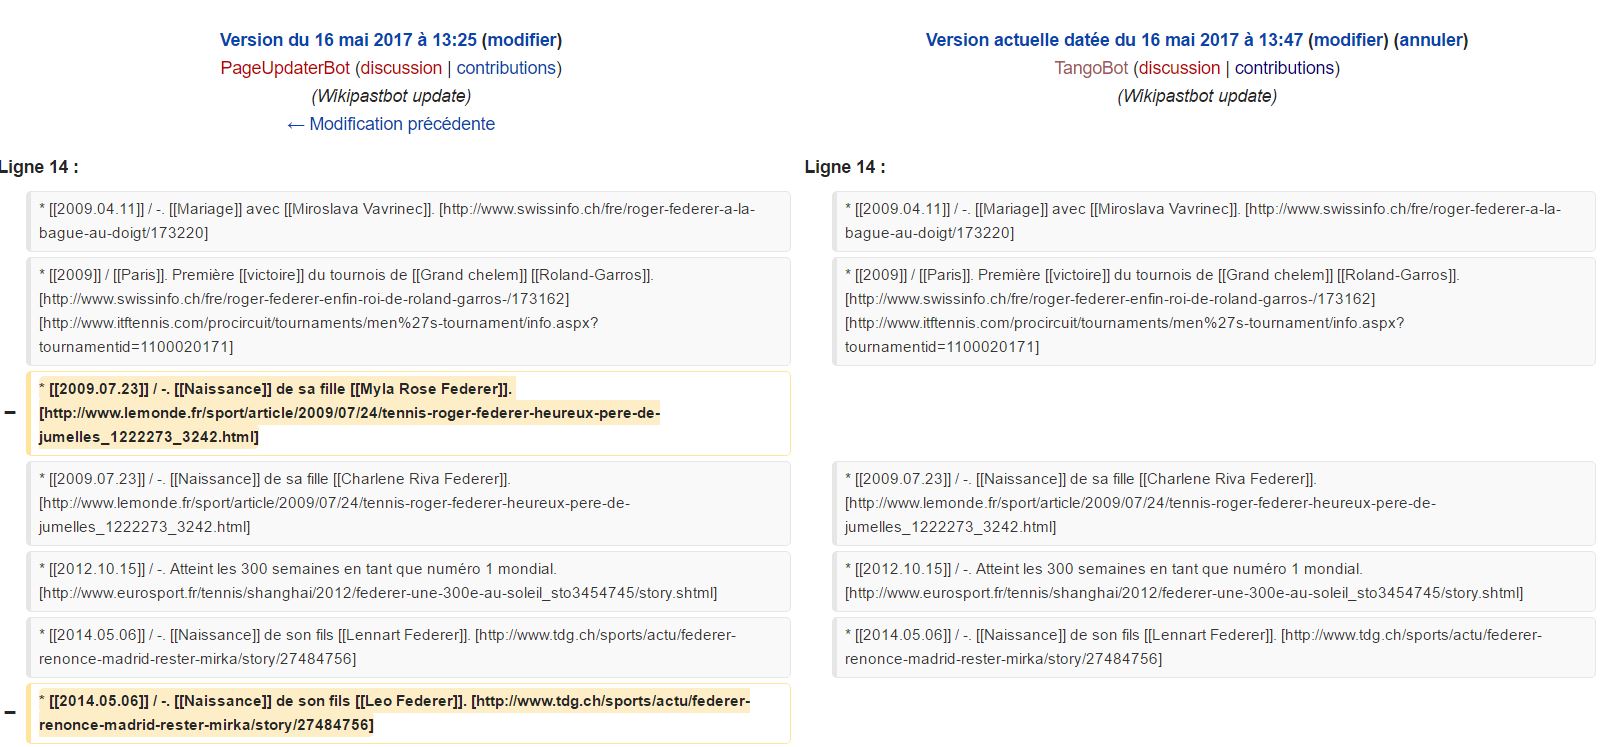 Version du 16 mai 2017 à 13:25 (modifier)
PageUpdaterBot (discussion | contributions)
(Wikipastbot update)
← Modification précédente
Version actuelle datée du 16 mai 2017 à 13:47 (modifier) (annuler)
TangoBot (discussion | contributions)
(Wikipastbot update)
Ligne 14 :
* [[2009.04.11]] / -. [[Mariage]] avec [[Miroslava Vavrinec]]. [http://www.swissinfo.ch/fre/roger-federer-a-la-
bague-au-doigt/173220]
* [[2009]] / [[Paris]]. Première [[victoire]] du tournois de [[Grand chelem]] [[Roland-Garros]].
[http://www.swissinfo.ch/fre/roger-federer-enfin-roi-de-roland-garros-/173162]
[http://www.itftennis.com/procircuit/tournaments/men%27s-tournament/info.aspx?
tournamentid=1100020171]
−
* [[2009.07.23]] / -. [[Naissance]] de sa fille [[Myla Rose Federer]].
[http://www.lemonde.fr/sport/article/2009/07/24/tennis-roger-federer-heureux-pere-de-
jumelles_1222273_3242.html]
* [[2009.07.23]] / -. [[Naissance]] de sa fille [[Charlene Riva Federer]].
[http://www.lemonde.fr/sport/article/2009/07/24/tennis-roger-federer-heureux-pere-de-
jumelles_1222273_3242.html]
* [[2012.10.15]] / -. Atteint les 300 semaines en tant que numéro 1 mondial.
[http://www.eurosport.fr/tennis/shanghai/2012/federer-une-300e-au-soleil_sto3454745/story.shtml]
* [[2014.05.06]] / -. [[Naissance]] de son fils [[Lennart Federer]]. [http://www.tdg.ch/sports/actu/federer-
renonce-madrid-rester-mirka/story/27484756]
−
* [[2014.05.06]] / -. [[Naissance]] de son fils [[Leo Federer]]. [http://www.tdg.ch/sports/actu/federer-
renonce-madrid-rester-mirka/story/27484756]
Ligne 14 :
* [[2009.04.11]] / -. [[Mariage]] avec [[Miroslava Vavrinec]]. [http://www.swissinfo.ch/fre/roger-federer-a-la-
bague-au-doigt/173220]
* [[2009]] / [[Paris]]. Première [[victoire]] du tournois de [[Grand chelem]] [[Roland-Garros]].
[http://www.swissinfo.ch/fre/roger-federer-enfin-roi-de-roland-garros-/173162]
[http://www.itftennis.com/procircuit/tournaments/men%27s-tournament/info.aspx?
tournamentid=1100020171]
* [[2009.07.23]] / -. [[Naissance]] de sa fille [[Charlene Riva Federer]].
[http://www.lemonde.fr/sport/article/2009/07/24/tennis-roger-federer-heureux-pere-de-
jumelles_1222273_3242.html]
* [[2012.10.15]] / -. Atteint les 300 semaines en tant que numéro 1 mondial.
[http://www.eurosport.fr/tennis/shanghai/2012/federer-une-300e-au-soleil_sto3454745/story.shtml]
* [[2014.05.06]] / -. [[Naissance]] de son fils [[Lennart Federer]]. [http://www.tdg.ch/sports/actu/federer-
renonce-madrid-rester-mirka/story/27484756]